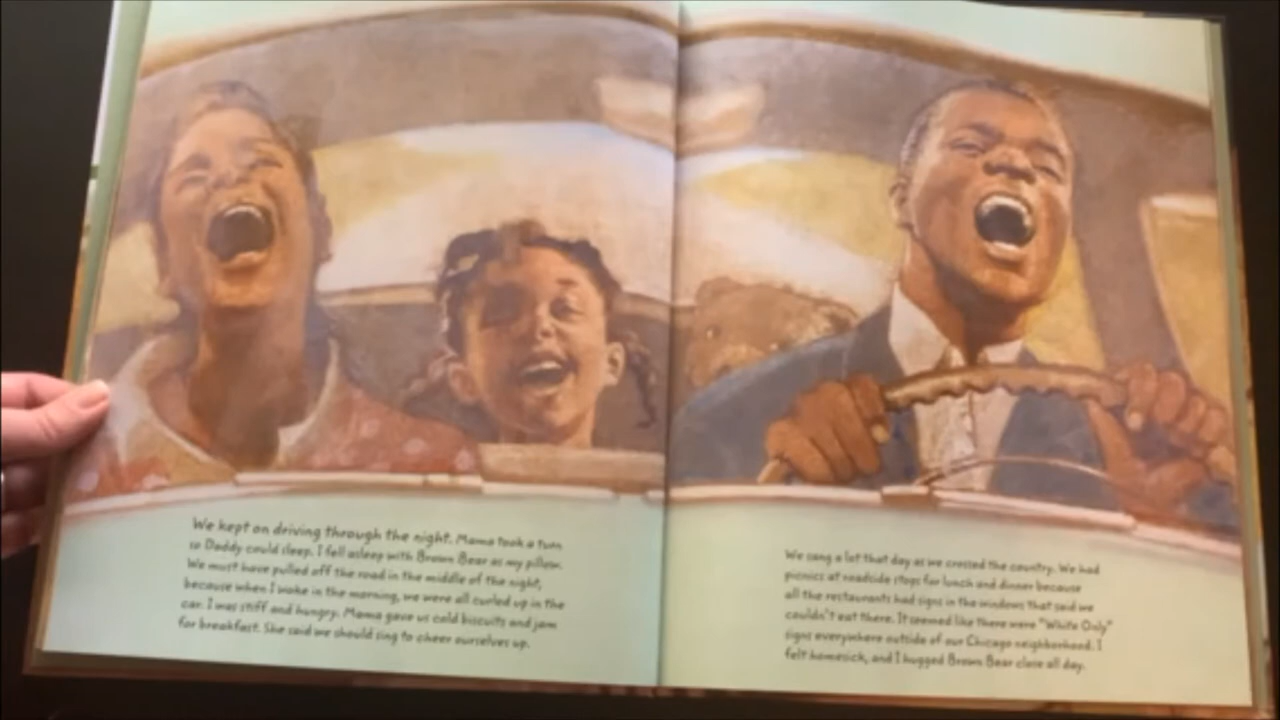 We kept on driving through the night. Mama took a turn
so Daddy could sleep. I fell asleep with Brown Bear as my pillow.
We must have pulled off the road in the middle of the night,
because when I woke in the morning, we were all curled up in the
car. I was stiff and hungry. Mama gave us cold biscuits and jam
for breakfast. She said we should sing to cheer ourselves up.
We sang a lot that day as we crossed the country. We had
picnics at roadside stops for lunch and dinner because
all the restaurants had signs in the windows that said we
couldn't eat there. It seemed like there were "White Only"
signs everywhere outside of our Chicago neighborhood. I
felt homesick, and I hugged Brown Bear close all day.